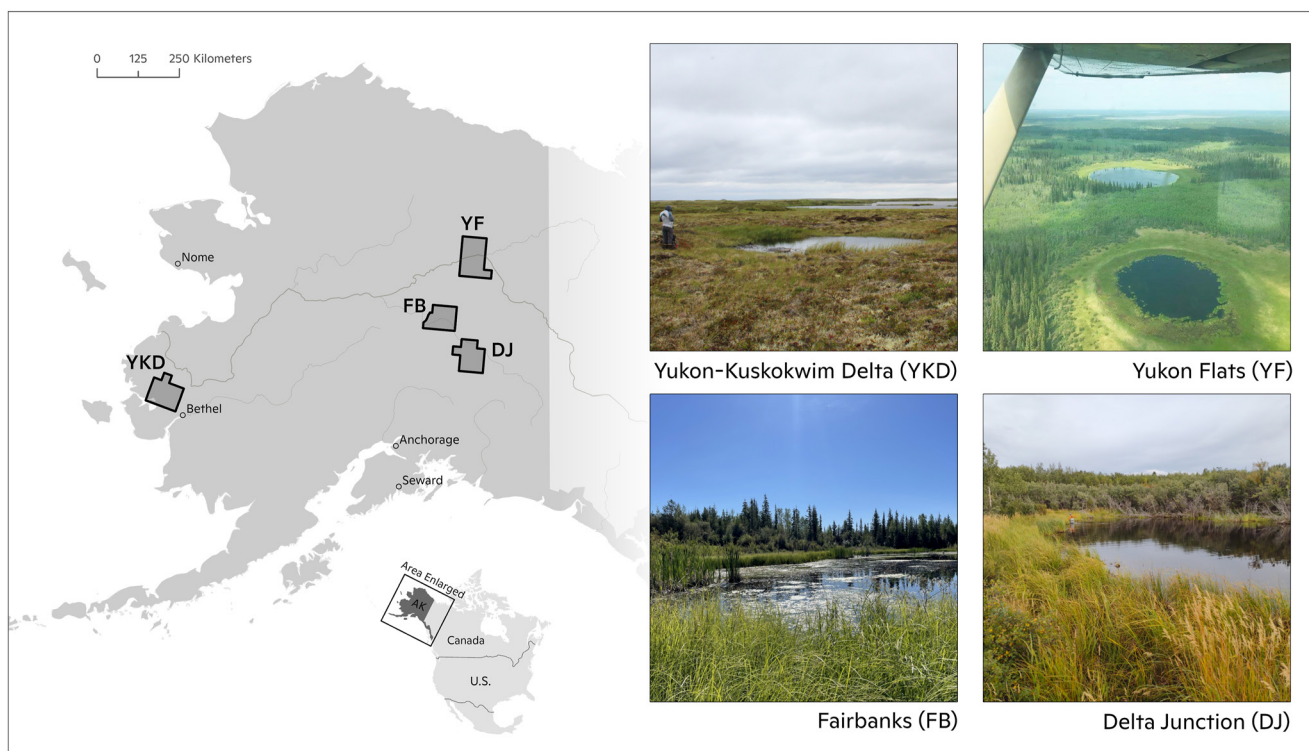 0 125 250 Kilometers
Nome
YF
FB
DJ
YKD
Bethel
Anchorage
Seward
Area Enlarged
AK
Canada
U.S.
Yukon-Kuskokwim Delta (YKD)
Yukon Flats (YF)
Fairbanks (FB)
Delta Junction (DJ)